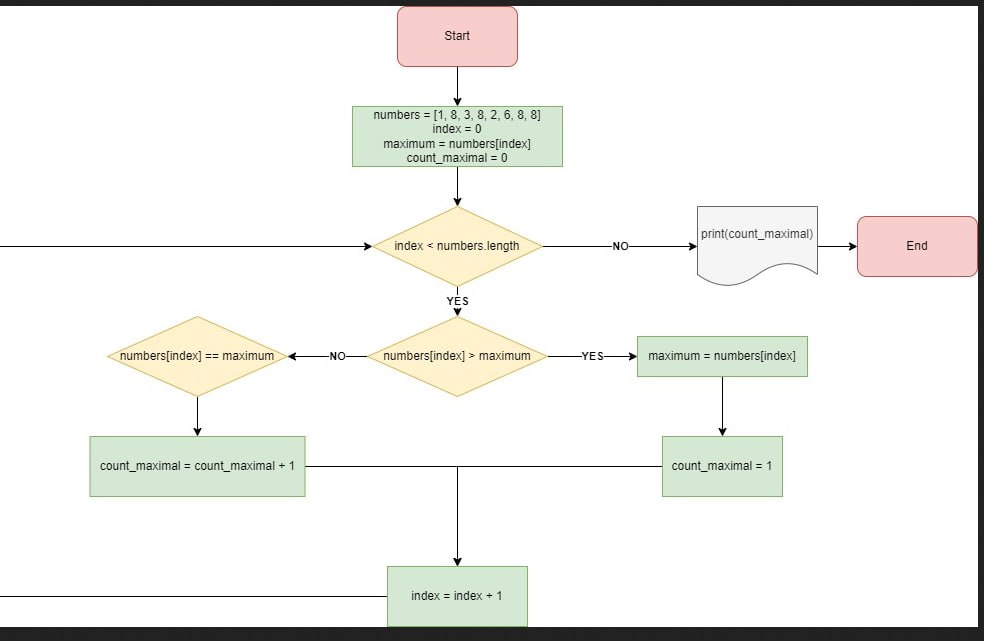 Start
numbers = [1, 8, 3, 8, 2, 6, 8, 8]
index = 0
maximum = numbers[index]
count_maximal = 0
index < numbers.length
NO
print(count_maximal)
End
YES
numbers[index] == maximum
NO
numbers[index] > maximum
YES
maximum = numbers[index]
count_maximal = count_maximal + 1
count_maximal = 1
index = index + 1